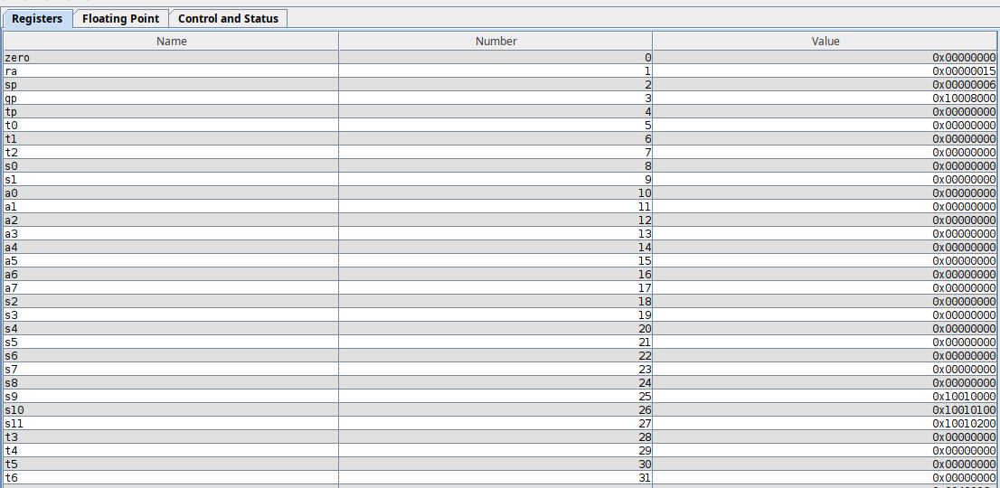 Registers Floating Point Control and Status
Name Number Value
zero 0 0x00000000
ra 1 0x00000015
sp 2 0x00000006
gp 3 0x10008000
tp 4 0x00000000
t0 5 0x00000000
t1 6 0x00000000
t2 7 0x00000000
s0 8 0x00000000
s1 9 0x00000000
a0 10 0x00000000
a1 11 0x00000000
a2 12 0x00000000
a3 13 0x00000000
a4 14 0x00000000
a5 15 0x00000000
a6 16 0x00000000
a7 17 0x00000000
s2 18 0x00000000
s3 19 0x00000000
s4 20 0x00000000
s5 21 0x00000000
s6 22 0x00000000
s7 23 0x00000000
s8 24 0x00000000
s9 25 0x10010000
s10 26 0x10010100
s11 27 0x10010200
t3 28 0x00000000
t4 29 0x00000000
t5 30 0x00000000
t6 31 0x00000000